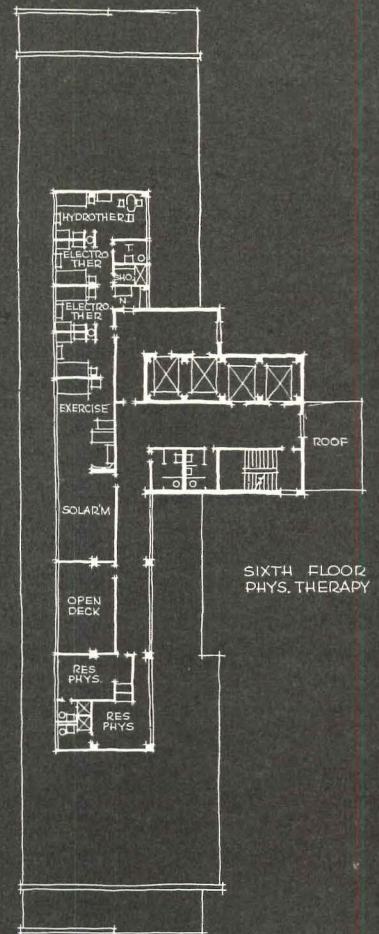 HYDROTHER.
T.
ELECTRO
THER
SHO.
N
ELECTRO
THER
EXERCISE
ROOF
SOLAR'M
SIXTH FLOOR
PHYS. THERAPY
OPEN
DECK
RES
PHYS.
RES
PHYS